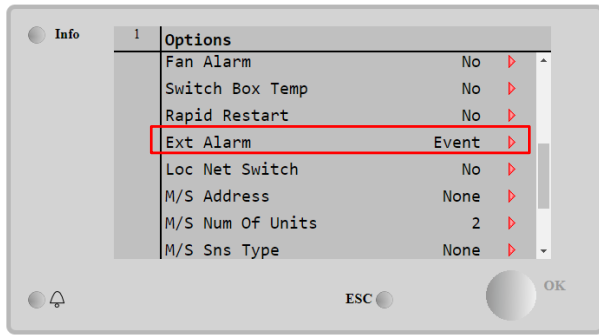 Info
1 Options
Fan Alarm No
Switch Box Temp No
Rapid Restart No
Ext Alarm Event
Loc Net Switch No
M/S Address None
M/S Num Of Units 2
M/S Sns Type None
ESC
OK